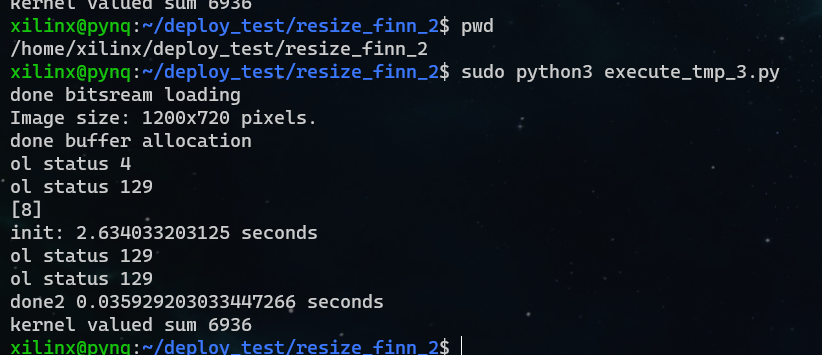 kernel valued sum 6936
xilinx@pynq:~/deploy_test/resize_finn_2$ pwd
/home/xilinx/deploy_test/resize_finn_2
xilinx@pynq:~/deploy_test/resize_finn_2$ sudo python3 execute_tmp_3.py
done bitsream loading
Image size: 1200x720 pixels.
done buffer allocation
ol status 4
ol status 129
[8]
init: 2.634033203125 seconds
ol status 129
ol status 129
done2 0.035929203033447266 seconds
kernel valued sum 6936
xilinx@pynq:~/deploy_test/resize_finn_2$